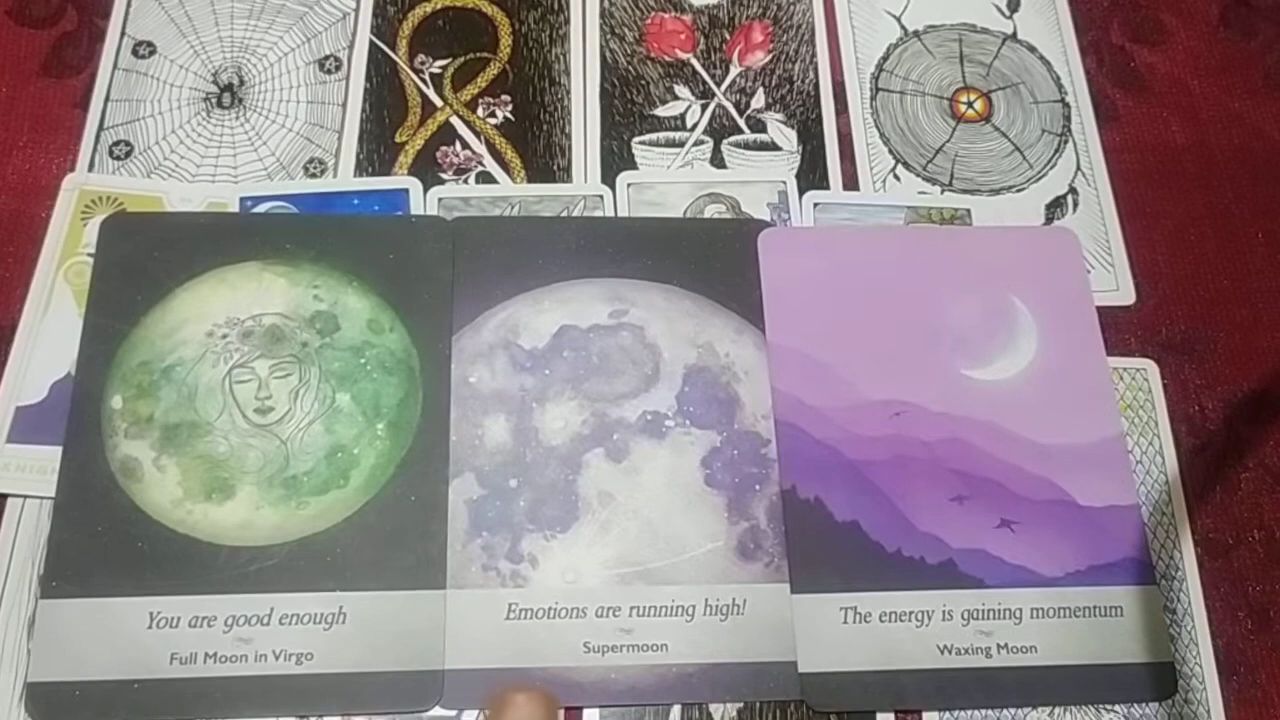 You are good enough
Full Moon in Virgo
Emotions are running high!
Supermoon
The energy is gaining momentum
Waxing Moon